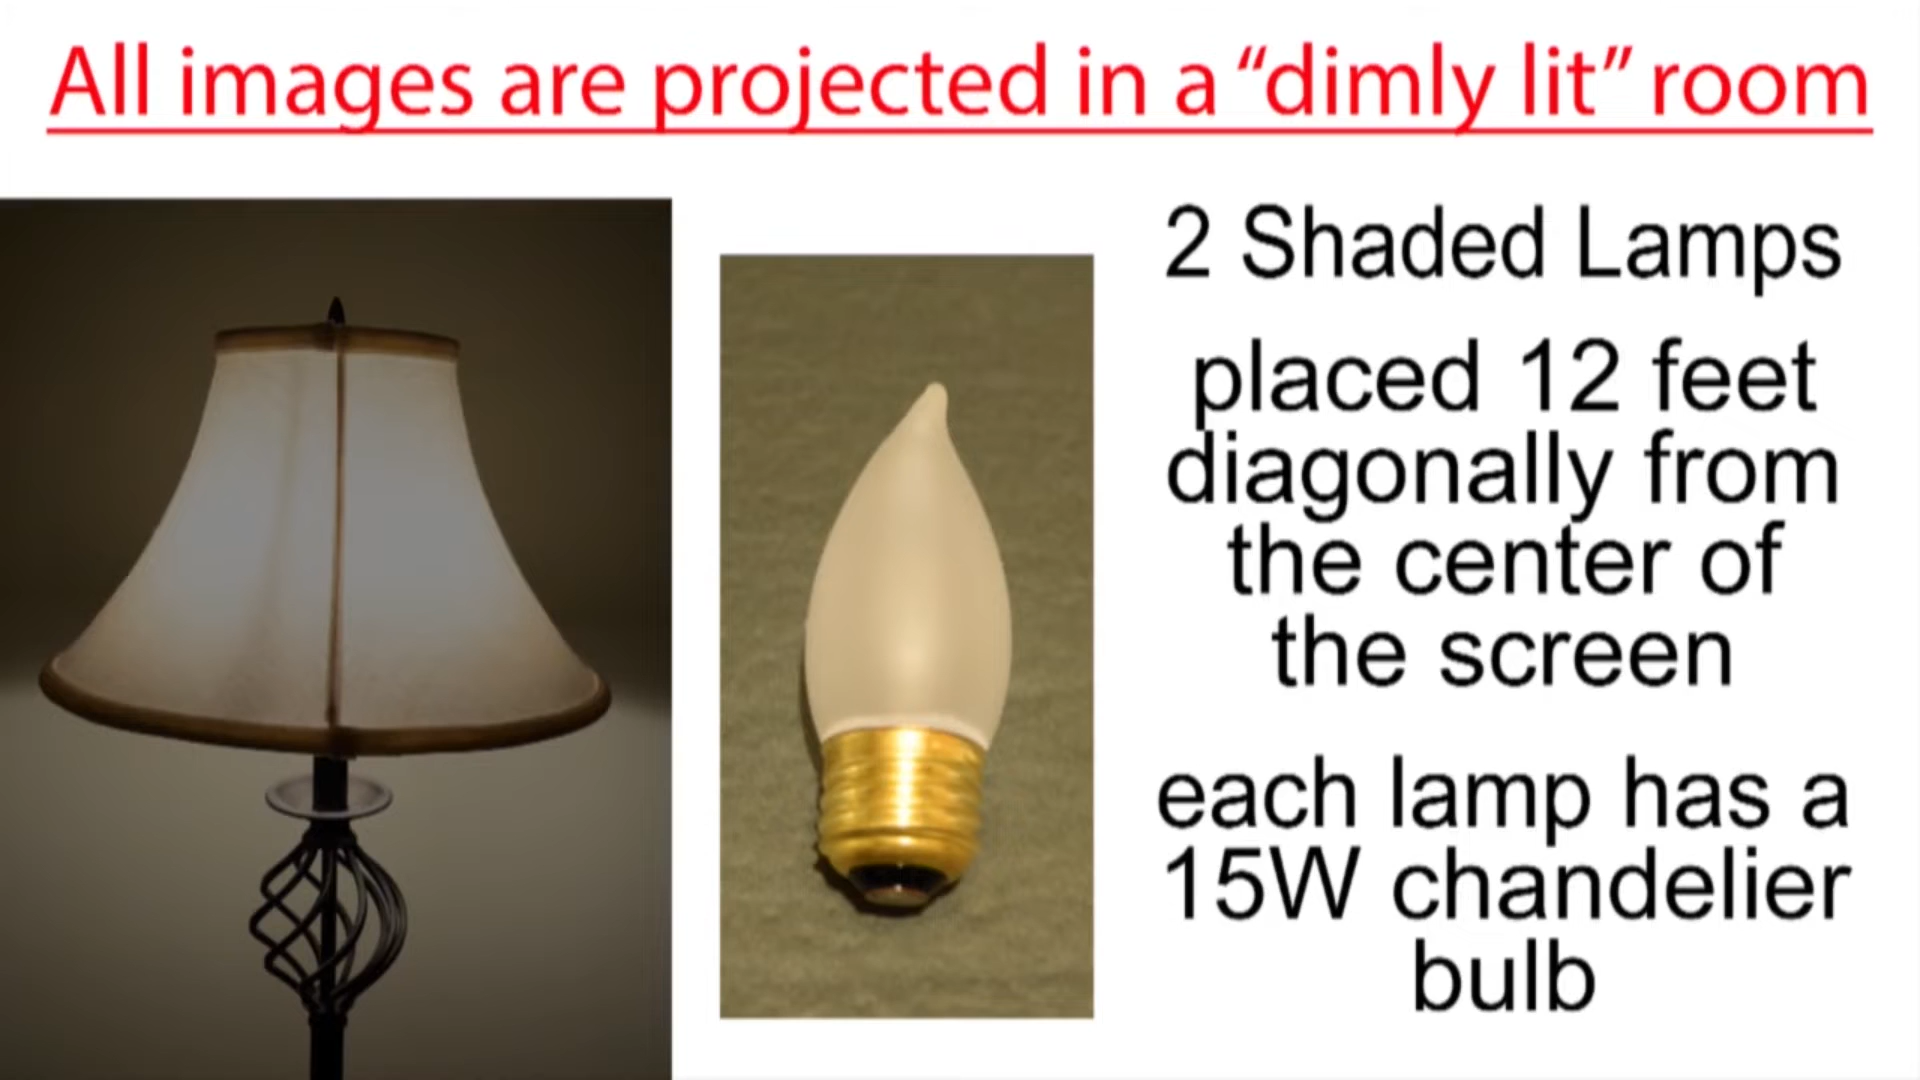 All images are projected in a “dimly lit” room
2 Shaded Lamps
placed 12 feet
diagonally from
the center of
the screen
each lamp has a
15W chandelier
bulb